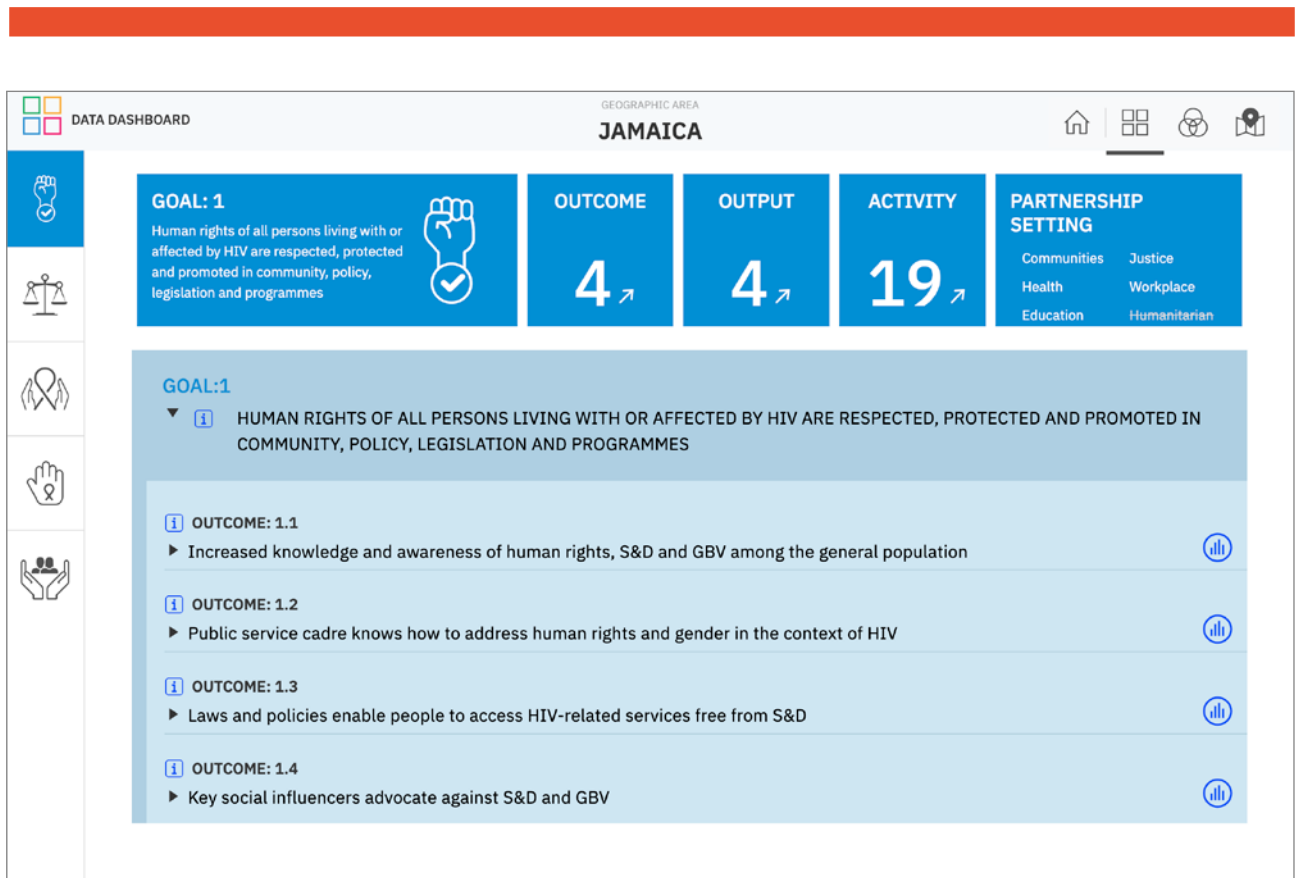 DATA DASHBOARD
GEOGRAPHIC AREA
JAMAICA
GOAL: 1
Human rights of all persons living with or
affected by HIV are respected, protected
and promoted in community, policy,
legislation and programmes
OUTCOME
4
OUTPUT
4
ACTIVITY
19
PARTNERSHIP
SETTING
Communities
Justice
Health
Workplace
Education
Humanitarian
GOAL:1
HUMAN RIGHTS OF ALL PERSONS LIVING WITH OR AFFECTED BY HIV ARE RESPECTED, PROTECTED AND PROMOTED IN
COMMUNITY, POLICY, LEGISLATION AND PROGRAMMES
OUTCOME: 1.1
Increased knowledge and awareness of human rights, S&D and GBV among the general population
OUTCOME: 1.2
Public service cadre knows how to address human rights and gender in the context of HIV
OUTCOME: 1.3
Laws and policies enable people to access HIV-related services free from S&D
OUTCOME: 1.4
Key social influencers advocate against S&D and GBV